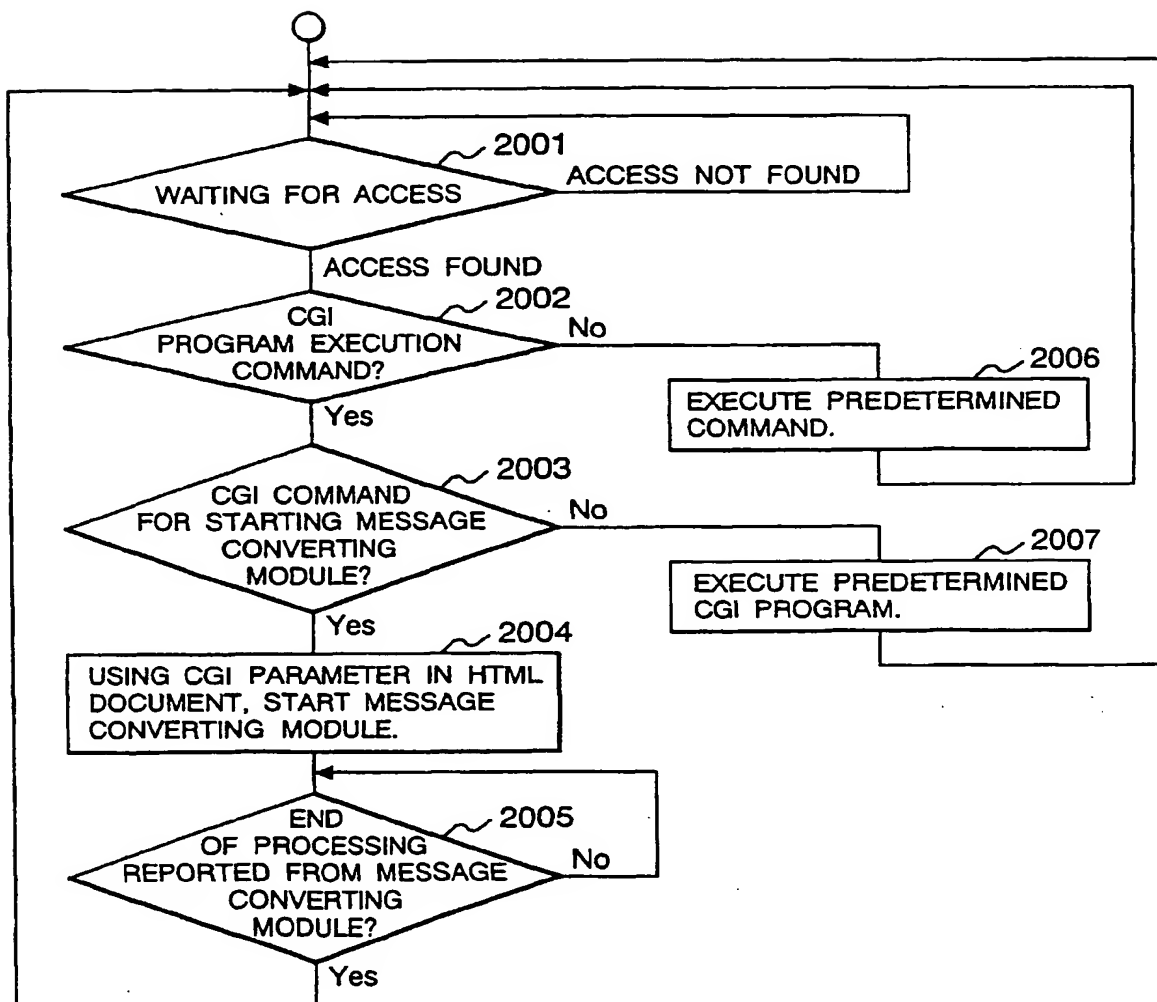 2001
WAITING FOR ACCESS
ACCESS NOT FOUND
ACCESS FOUND
2002
CGI
PROGRAM EXECUTION
COMMAND?
No
Yes
2006
EXECUTE PREDETERMINED
COMMAND.
2003
CGI COMMAND
FOR STARTING MESSAGE
CONVERTING
MODULE?
No
Yes
2007
EXECUTE PREDETERMINED
CGI PROGRAM.
2004
USING CGI PARAMETER IN HTML
DOCUMENT, START MESSAGE
CONVERTING MODULE.
2005
END
OF PROCESSING
REPORTED FROM MESSAGE
CONVERTING
MODULE?
No
Yes